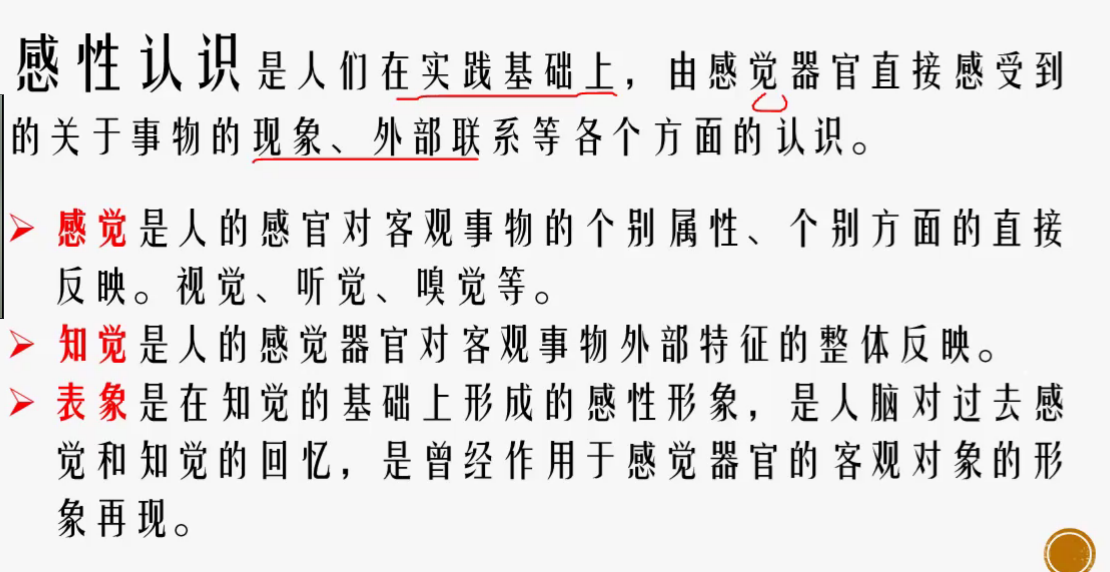 感性认识是人们在实践基础上，由感觉器官直接感受到
的关于事物的现象、外部联系等各个方面的认识。
感觉是人的感官对客观事物的个别属性、个别方面的直接
反映。视觉、听觉、嗅觉等。
知觉是人的感觉器官对客观事物外部特征的整体反映。
表象是在知觉的基础上形成的感性形象，是人脑对过去感
觉和知觉的回忆，是曾经作用于感觉器官的客观对象的形
象再现。